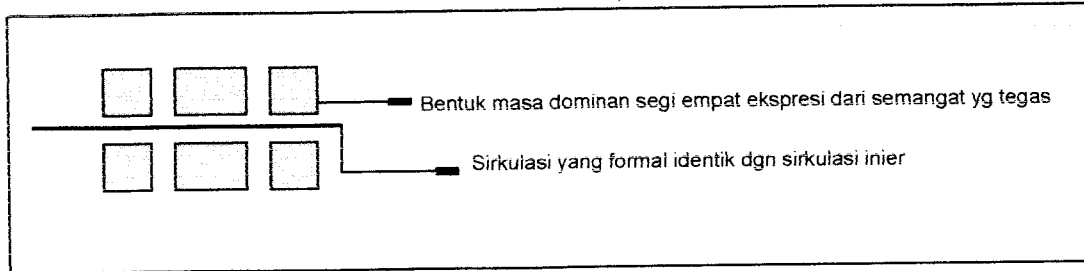 Bentuk masa dominan segi empat ekspresi dari semangat yg tegas
Sirkulasi yang formal identik dgn sirkulasi inier